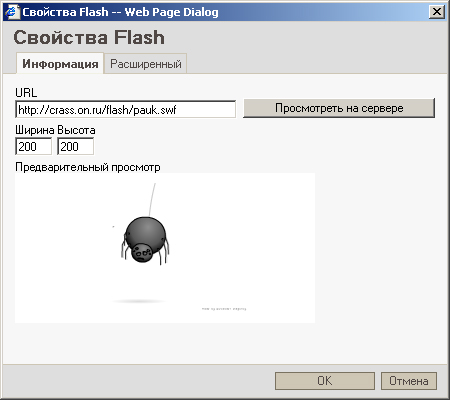 Свойства Flash -- Web Page Dialog
Свойства Flash
Информация Расширенный
URL
http://crass.on.ru/flash/pauk.swf Просмотреть на сервере
Ширина Высота
200 200
Предварительный просмотр
OK Отмена